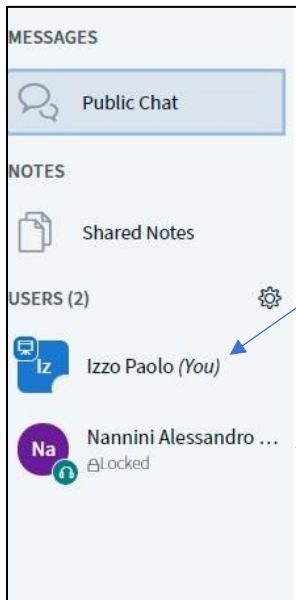 MESSAGES
Public Chat
NOTES
Shared Notes
USERS (2)
Iz
Izzo Paolo (You)
Na
Nannini Alessandro ...
Locked